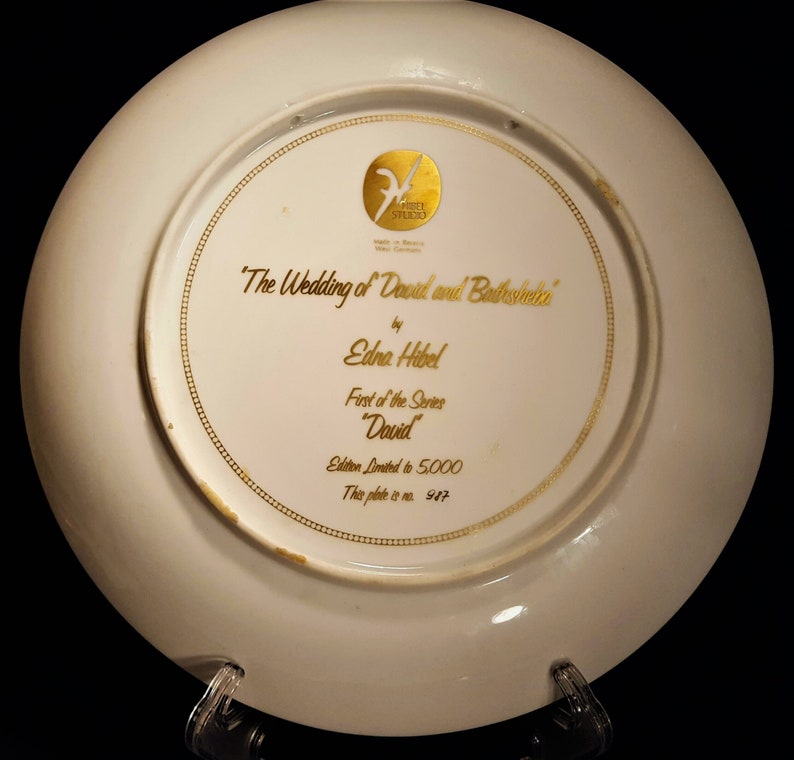 HIBEL
STUDIO
Made in Bavaria
West Germany
"The Wedding of David and Bathsheba"
by
Edna Hibel
First of the Series
"David"
Edition Limited to 5,000
This plate is no. 987